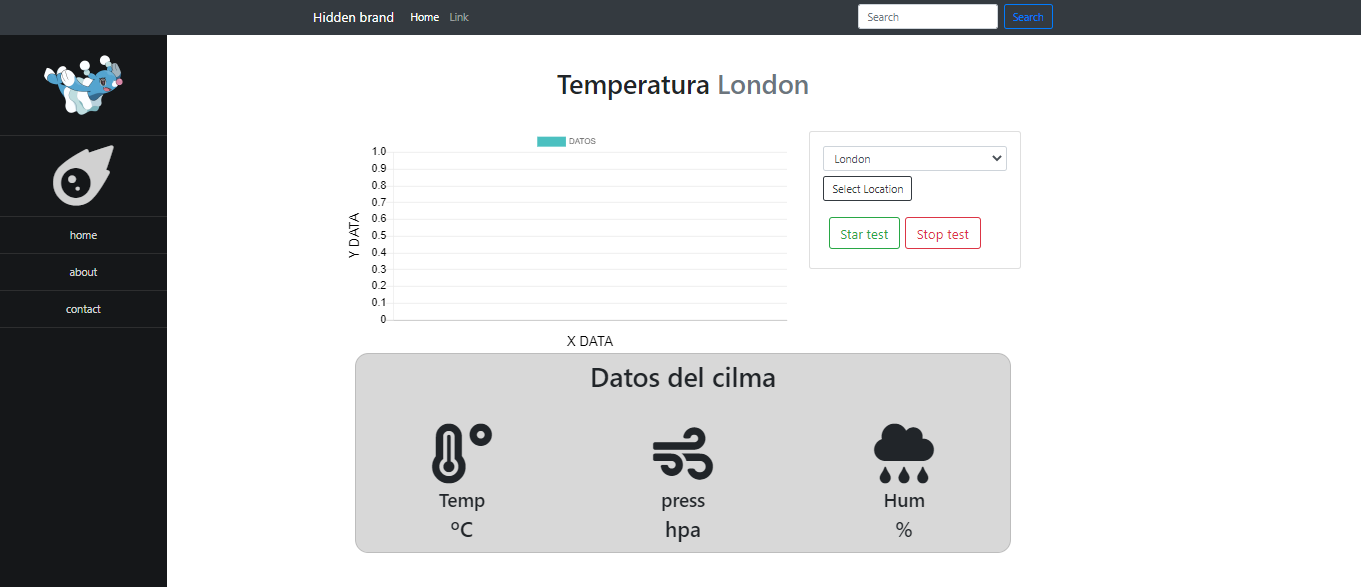 Hidden brand Home Link Search Search
Temperatura London
DATOS
1.0
0.9
0.8
0.7
0.6
0.5
0.4
0.3
0.2
0.1
0
Y DATA
X DATA
London
Select Location
Star test Stop test
home
about
contact
Datos del cilma
Temp press Hum
ºC hpa %